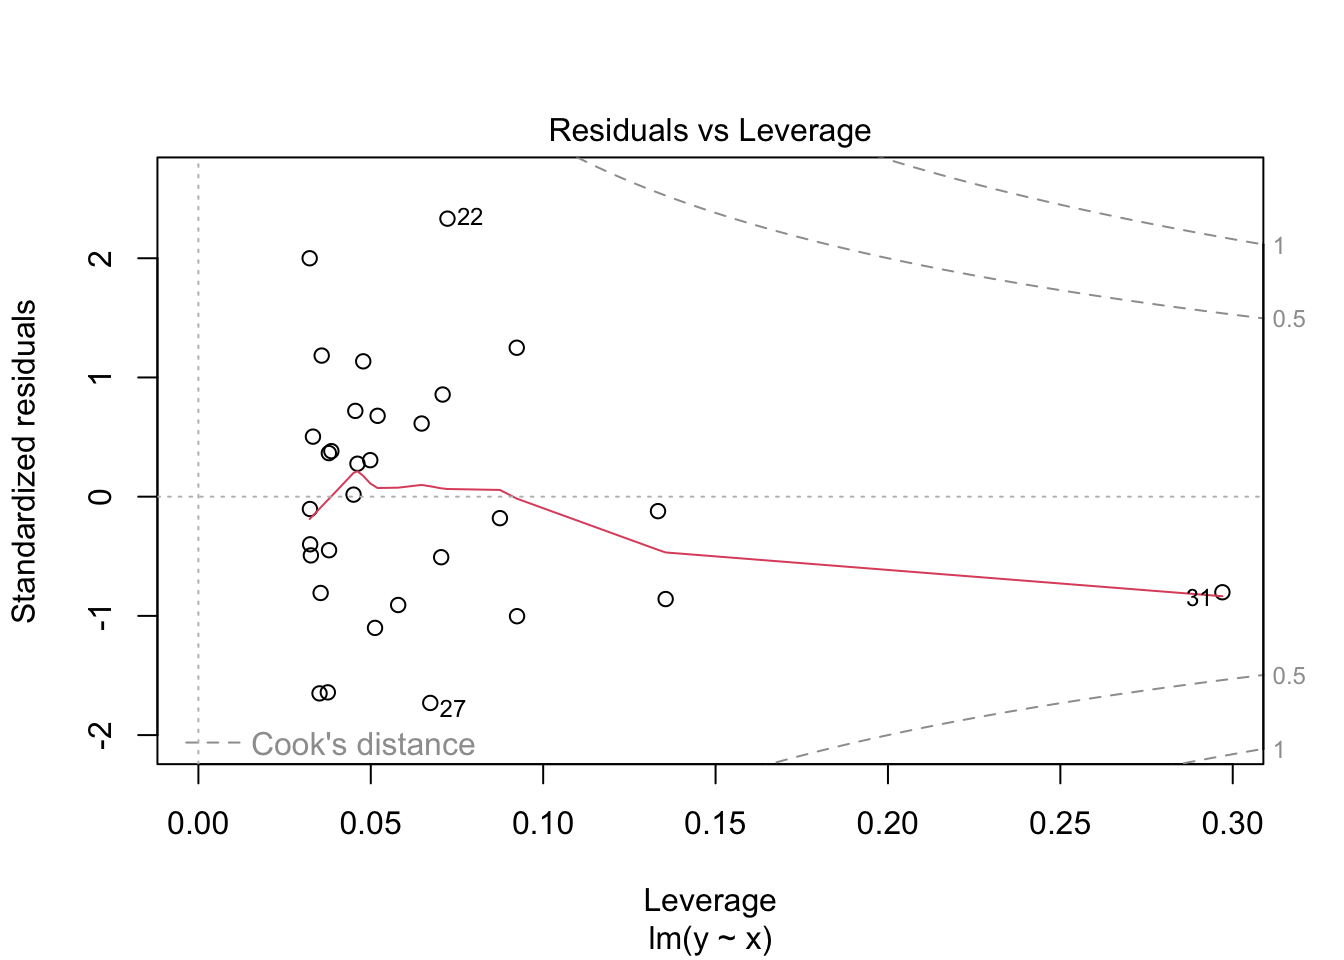 Residuals vs Leverage
Standardized residuals
2
1
0
-1
-2
22
27
31
1
0.5
0.5
1
Cook's distance
0.00 0.05 0.10 0.15 0.20 0.25 0.30
Leverage
lm(y ~ x)